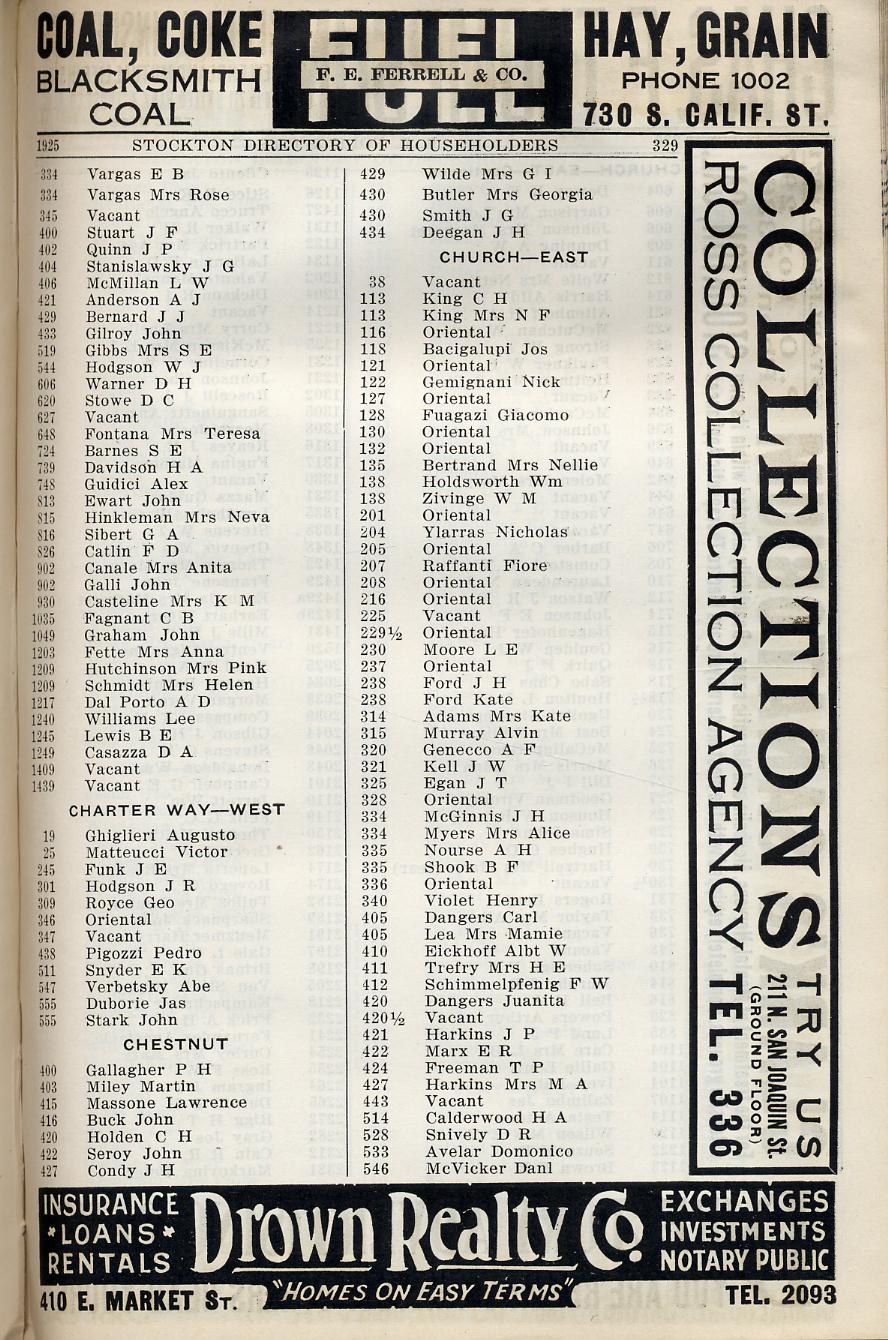 COAL, COKE
BLACKSMITH
COAL
FUEL
F. E. FERRELL & CO.
HAY, GRAIN
PHONE 1002
730 S. CALIF. ST.
1925 STOCKTON DIRECTORY OF HOUSEHOLDERS 329
334 Vargas E B
334 Vargas Mrs Rose
345 Vacant
400 Stuart J F
402 Quinn J P
404 Stanislawsky J G
406 McMillan L W
421 Anderson A J
429 Bernard J J
433 Gilroy John
519 Gibbs Mrs S E
544 Hodgson W J
606 Warner D H
620 Stowe D C
627 Vacant
648 Fontana Mrs Teresa
724 Barnes S E
739 Davidson H A
748 Guidici Alex
813 Ewart John
815 Hinkleman Mrs Neva
816 Sibert G A
826 Catlin F D
902 Canale Mrs Anita
902 Galli John
930 Casteline Mrs K M
1035 Fagnant C B
1049 Graham John
1203 Fette Mrs Anna
1209 Hutchinson Mrs Pink
1209 Schmidt Mrs Helen
1217 Dal Porto A D
1240 Williams Lee
1245 Lewis B E
1249 Casazza D A
1409 Vacant
1439 Vacant
CHARTER WAY—WEST
19 Ghiglieri Augusto
25 Matteucci Victor
245 Funk J E
301 Hodgson J R
309 Royce Geo
346 Oriental
347 Vacant
438 Pigozzi Pedro
511 Snyder E K
547 Verbetsky Abe
555 Duborie Jas
555 Stark John
CHESTNUT
400 Gallagher P H
403 Miley Martin
415 Massone Lawrence
416 Buck John
420 Holden C H
422 Seroy John
427 Condy J H
429 Wilde Mrs G I
430 Butler Mrs Georgia
430 Smith J G
434 Deegan J H
CHURCH—EAST
38 Vacant
113 King C H
113 King Mrs N F
116 Oriental
118 Bacigalupi Jos
121 Oriental
122 Gemignani Nick
127 Oriental
128 Fuagazi Giacomo
130 Oriental
132 Oriental
135 Bertrand Mrs Nellie
138 Holdsworth Wm
138 Zivinge W M
201 Oriental
204 Ylarras Nicholas
205 Oriental
207 Raffanti Fiore
208 Oriental
216 Oriental
225 Vacant
229½ Oriental
230 Moore L E
237 Oriental
238 Ford J H
238 Ford Kate
314 Adams Mrs Kate
315 Murray Alvin
320 Genecco A F
321 Kell J W
325 Egan J T
328 Oriental
334 McGinnis J H
334 Myers Mrs Alice
335 Nourse A H
335 Shook B F
336 Oriental
340 Violet Henry
405 Dangers Carl
405 Lea Mrs Mamie
410 Eickhoff Albt W
411 Trefry Mrs H E
412 Schimmelpfenig F W
420 Dangers Juanita
420½ Vacant
421 Harkins J P
422 Marx E R
424 Freeman T P
427 Harkins Mrs M A
443 Vacant
514 Calderwood H A
528 Snively D R
533 Avelar Domonico
546 McVicker Danl
COLLECTIONS TRY US
211 N. SAN JOAQUIN St.
(GROUND FLOOR)
ROSS COLLECTION AGENCY TEL. 336
INSURANCE
*LOANS*
RENTALS
Drown Realty Co.
EXCHANGES
INVESTMENTS
NOTARY PUBLIC
410 E. MARKET ST.
"HOMES ON EASY TERMS"
TEL. 2093